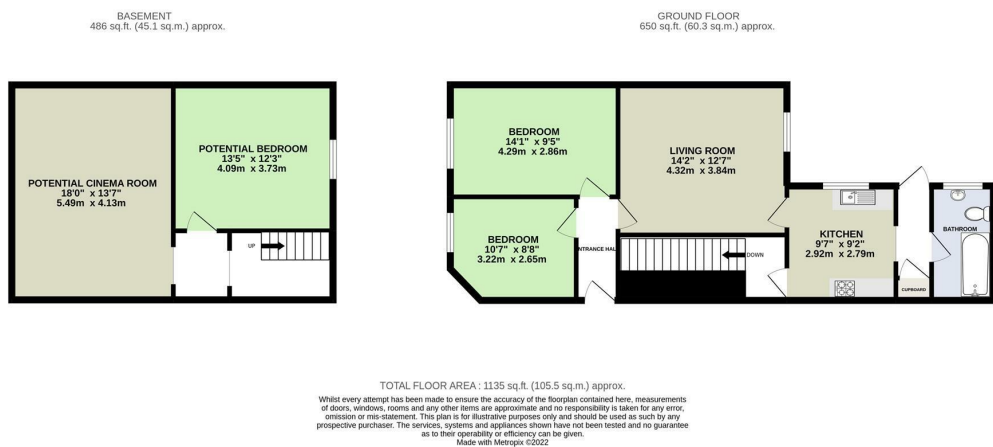 BASEMENT
486 sq.ft. (45.1 sq.m.) approx.
GROUND FLOOR
650 sq.ft. (60.3 sq.m.) approx.
POTENTIAL CINEMA ROOM
18'0" x 13'7"
5.49m x 4.13m
POTENTIAL BEDROOM
13'5" x 12'3"
4.09m x 3.73m
UP
BEDROOM
14'1" x 9'5"
4.29m x 2.86m
LIVING ROOM
14'2" x 12'7"
4.32m x 3.84m
BEDROOM
10'7" x 8'8"
3.22m x 2.65m
ENTRANCE HALL
DOWN
KITCHEN
9'7" x 9'2"
2.92m x 2.79m
BATHROOM
CUPBOARD
TOTAL FLOOR AREA : 1135 sq.ft. (105.5 sq.m.) approx.
Whilst every attempt has been made to ensure the accuracy of the floorplan contained here, measurements
of doors, windows, rooms and any other items are approximate and no responsibility is taken for any error,
omission or mis-statement. This plan is for illustrative purposes only and should be used as such by any
prospective purchaser. The services, systems and appliances shown have not been tested and no guarantee
as to their operability or efficiency can be given.
Made with Metropix ©2022